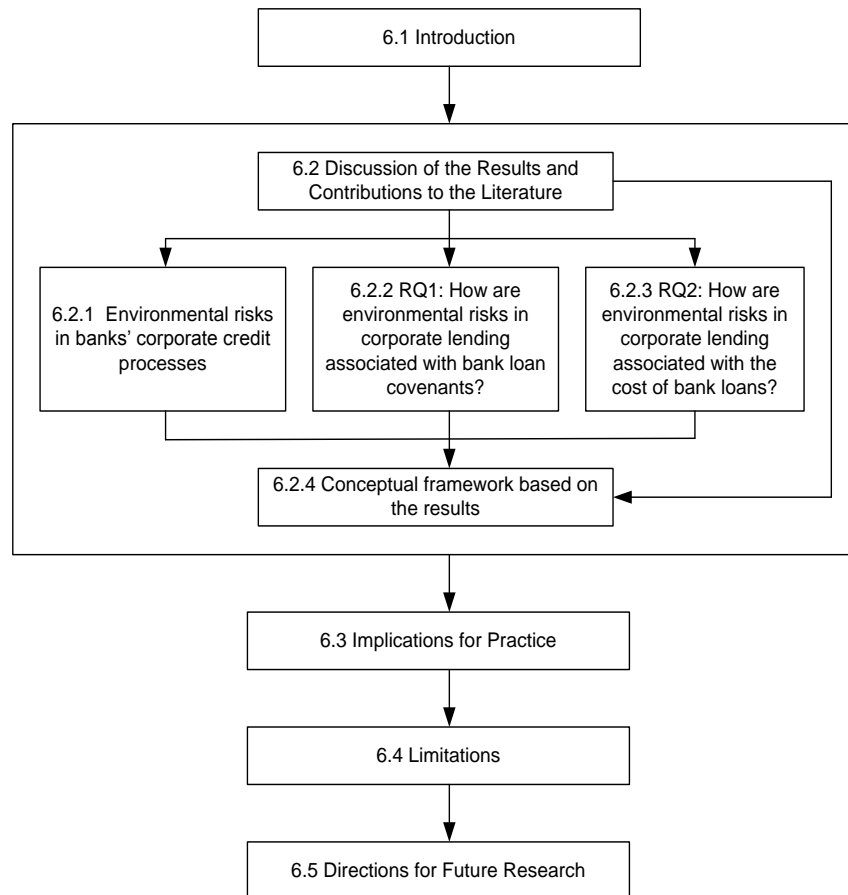 6.1 Introduction
6.2 Discussion of the Results and
Contributions to the Literature
6.2.1 Environmental risks
in banks’ corporate credit
processes
6.2.2 RQ1: How are
environmental risks in
corporate lending
associated with bank loan
covenants?
6.2.3 RQ2: How are
environmental risks in
corporate lending
associated with the
cost of bank loans?
6.2.4 Conceptual framework based on
the results
6.3 Implications for Practice
6.4 Limitations
6.5 Directions for Future Research